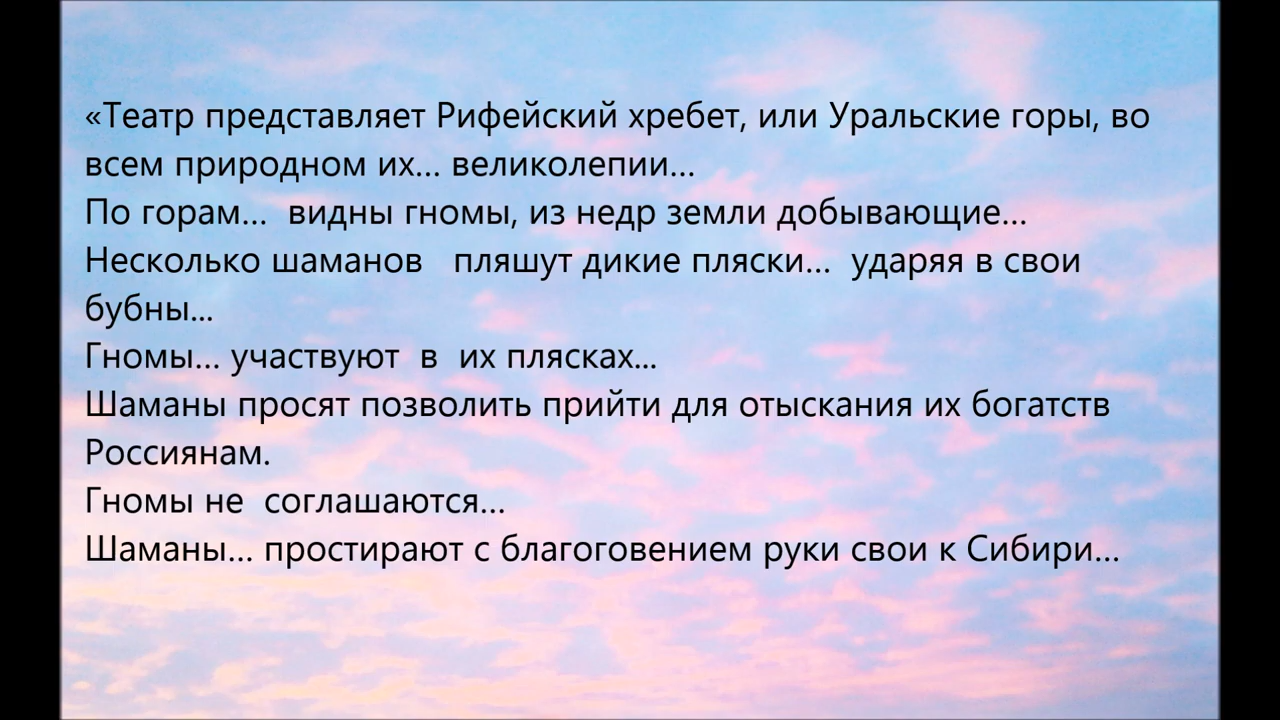 «Театр представляет Рифейский хребет, или Уральские горы, во
всем природном их... великолепии...
По горам...  видны гномы, из недр земли добывающие...
Несколько шаманов   пляшут дикие пляски...  ударяя в свои
бубны...
Гномы... участвуют  в  их плясках...
Шаманы просят позволить прийти для отыскания их богатств
Россиянам.
Гномы не  соглашаются...
Шаманы... простирают с благоговением руки свои к Сибири...